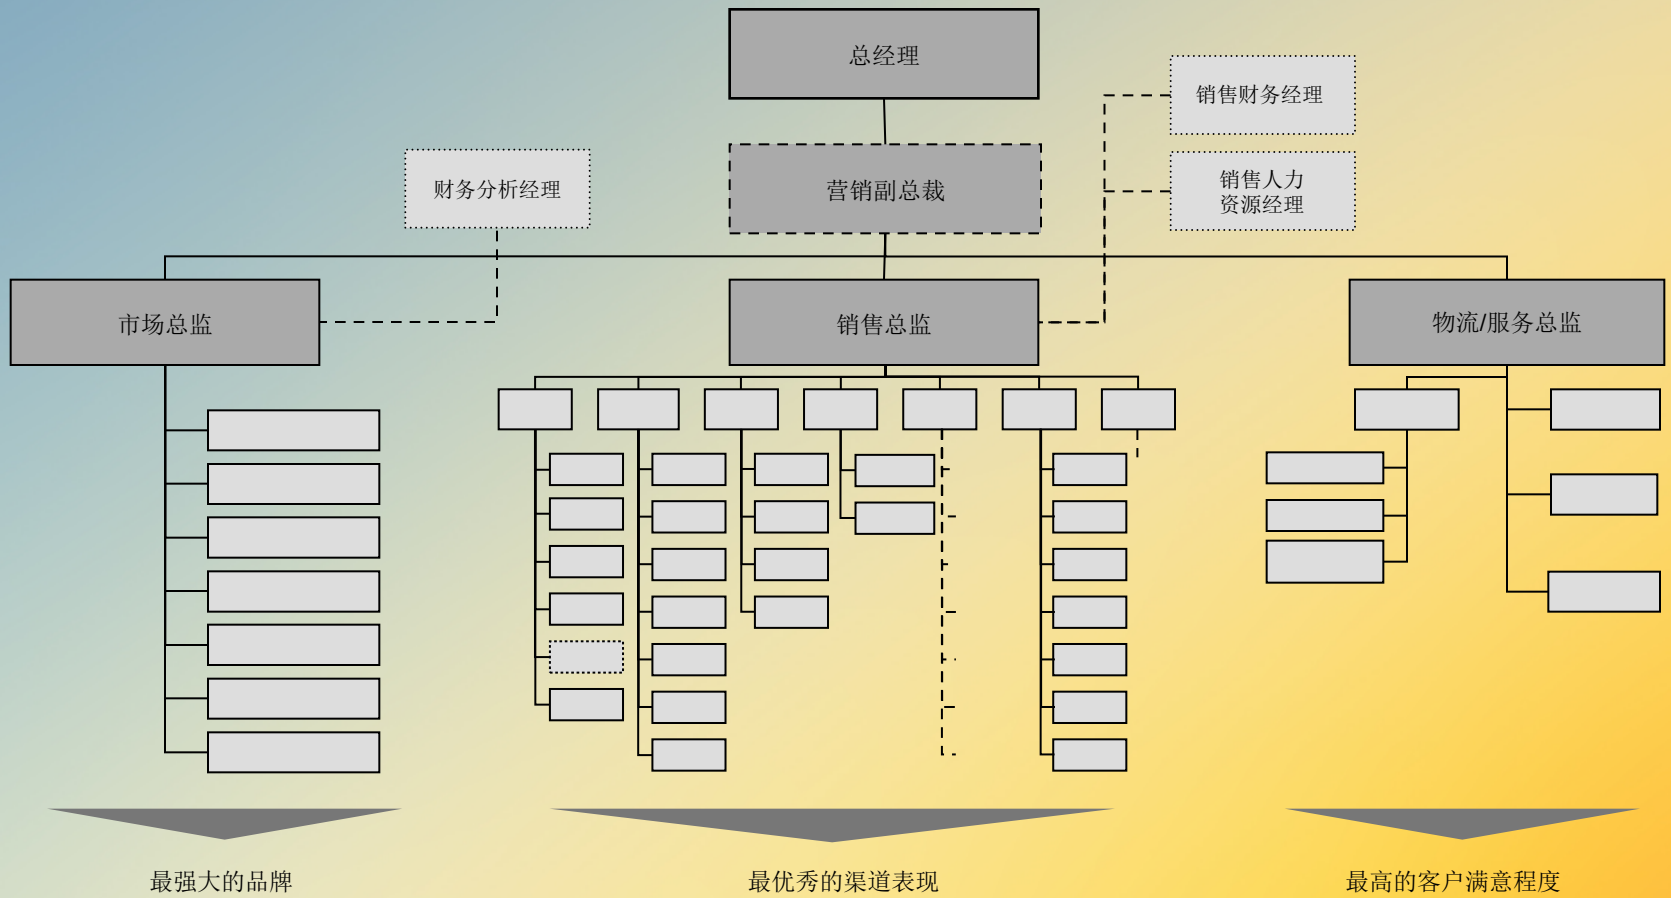 总经理
销售财务经理
财务分析经理
营销副总裁
销售人力
资源经理
市场总监
销售总监
物流/服务总监
最强大的品牌
最优秀的渠道表现
最高的客户满意程度